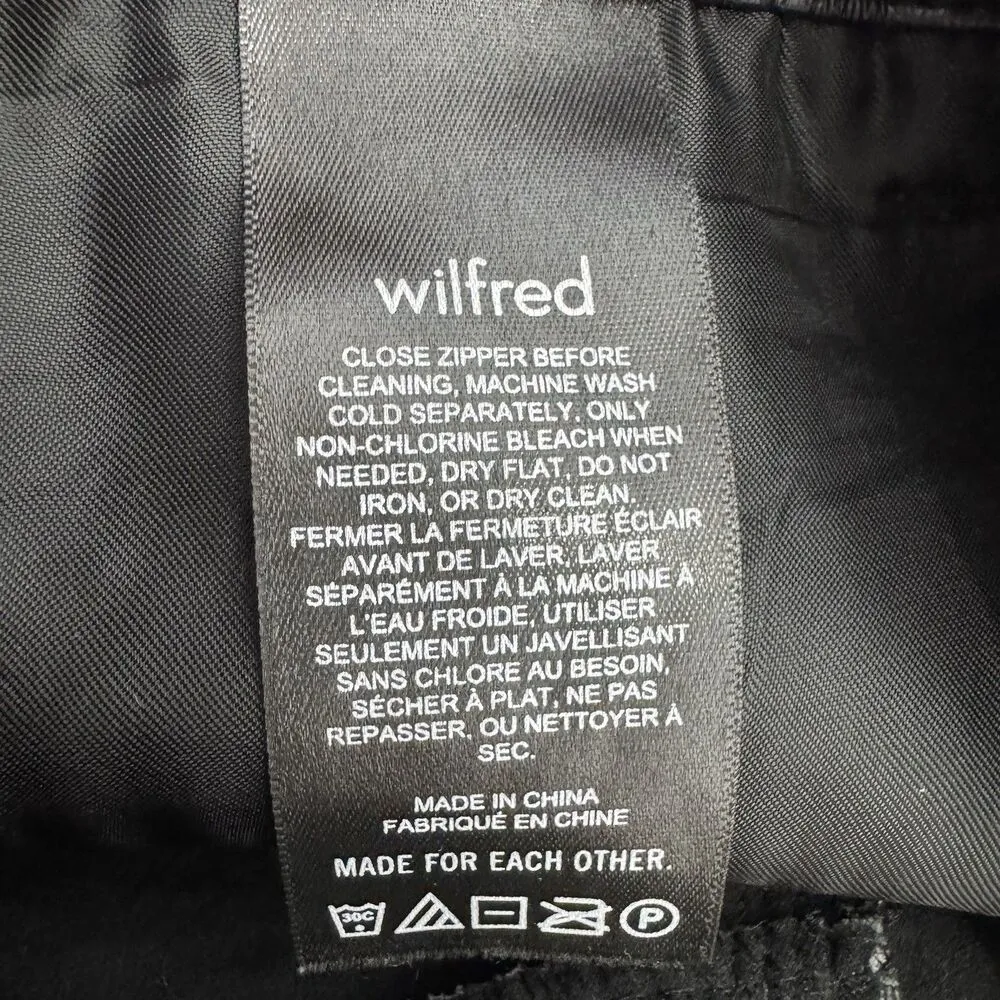 wilfred
CLOSE ZIPPER BEFORE
CLEANING, MACHINE WASH
COLD SEPARATELY. ONLY
NON-CHLORINE BLEACH WHEN
NEEDED, DRY FLAT, DO NOT
IRON, OR DRY CLEAN.
FERMER LA FERMETURE ÉCLAIR
AVANT DE LAVER. LAVER
SÉPARÉMENT À LA MACHINE À
L'EAU FROIDE, UTILISER
SEULEMENT UN JAVELLISANT
SANS CHLORE AU BESOIN,
SÉCHER À PLAT, NE PAS
REPASSER, OU NETTOYER À
SEC.
MADE IN CHINA
FABRIQUÉ EN CHINE
MADE FOR EACH OTHER.
30C P